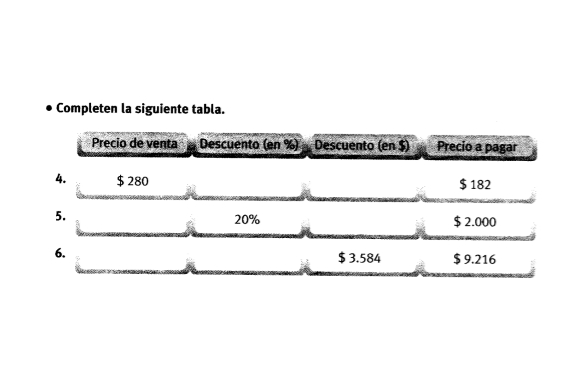 • Completen la siguiente tabla.
Precio de venta Descuento (en %) Descuento (en $) Precio a pagar
4. $ 280 $ 182
5. 20% $ 2.000
6. $ 3.584 $ 9.216